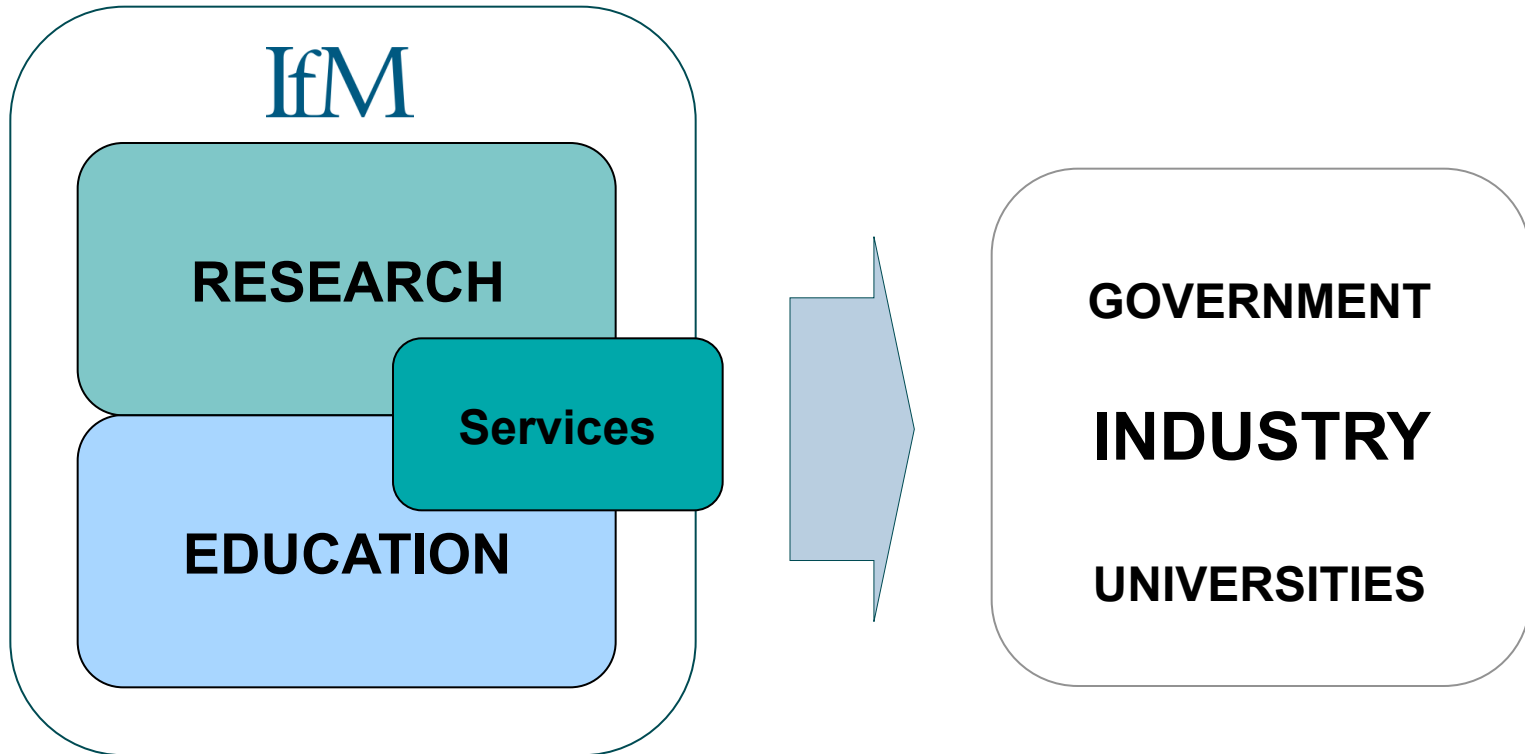 IfM
RESEARCH
Services
EDUCATION
GOVERNMENT
INDUSTRY
UNIVERSITIES